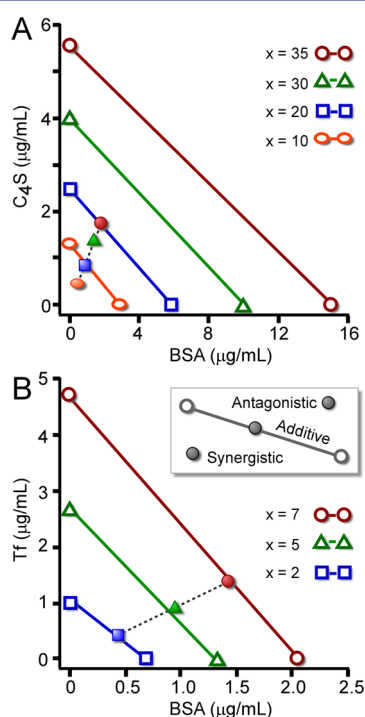 A
6
4
2
0
C₄S (µg/mL)
x = 35
x = 30
x = 20
x = 10
0 4 8 12 16
BSA (µg/mL)
B
5
4
3
2
1
0
Tf (µg/mL)
Antagonistic
Additive
Synergistic
x = 7
x = 5
x = 2
0 0.5 1.0 1.5 2.0 2.5
BSA (µg/mL)